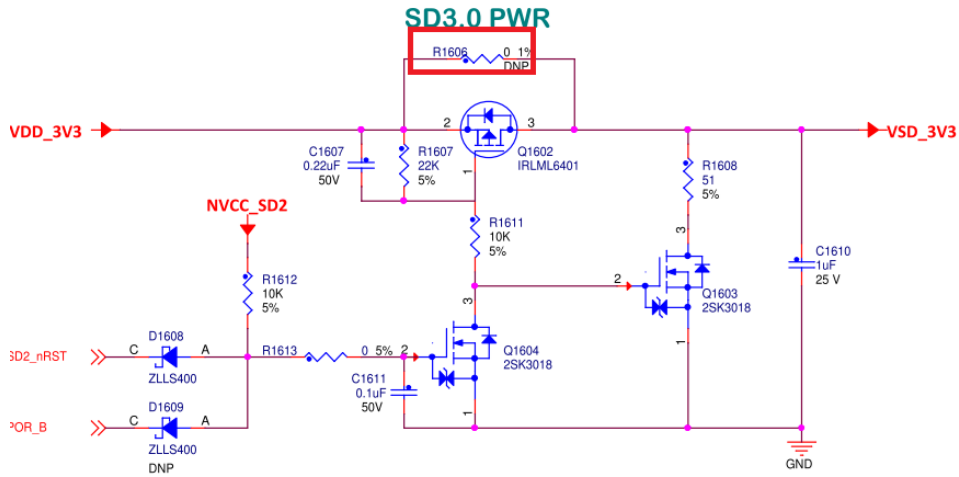 SD3.0 PWR
R1606
0 1%
DNP
VDD_3V3
2
3
VSD_3V3
C1607
0.22uF
50V
R1607
22K
5%
Q1602
IRLML6401
1
R1608
51
5%
NVCC_SD2
R1611
10K
5%
3
C1610
1uF
25 V
R1612
10K
5%
2
Q1603
2SK3018
3
1
D1608
SD2_nRST
C
A
ZLLS400
R1613
0 5%
2
Q1604
2SK3018
C1611
0.1uF
50V
1
D1609
POR_B
C
A
ZLLS400
DNP
GND